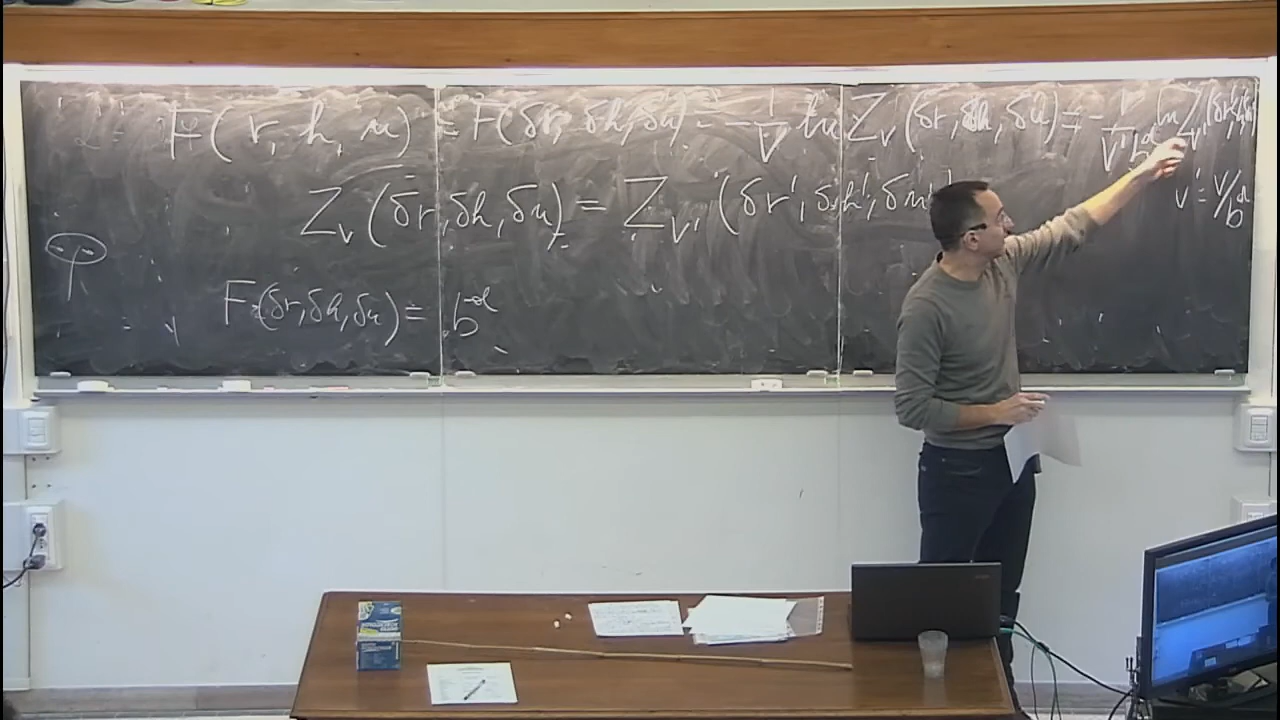 F(r, h, u) = F(δr, δh, δu) = -1/V ln Z_V(δr, δh, δu) = -1/(V' b^d) ln Z_V'(δr', δh', δu')
Z_V(δr, δh, δu) = Z_V'(δr', δh', δu')
V' = V/b^d
F(δr, δh, δu) = b^-d